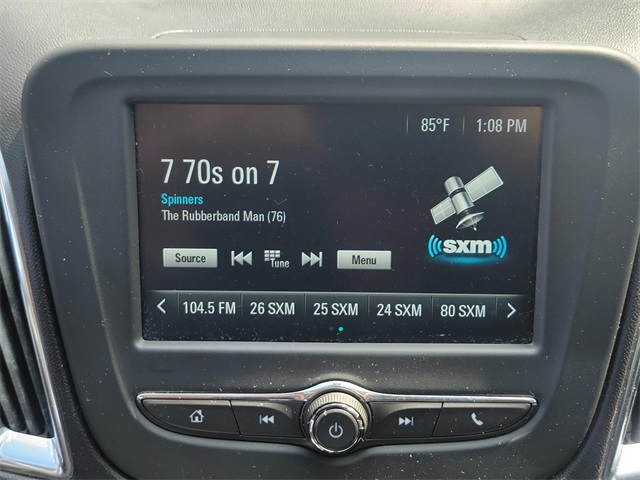 85°F 1:08 PM
7 70s on 7
Spinners
The Rubberband Man (76)
((sxm))
Source Tune Menu
104.5 FM 26 SXM 25 SXM 24 SXM 80 SXM